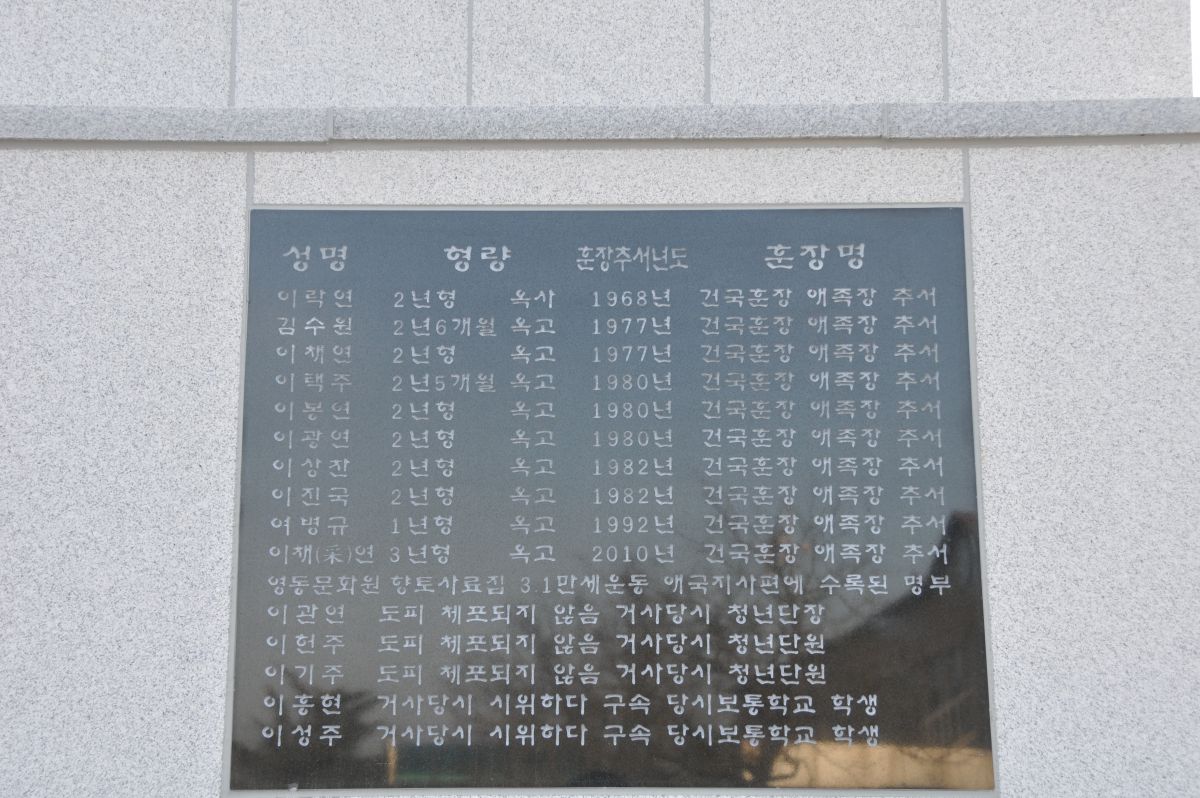 성명 형량 훈장추서년도 훈장명
이락연 2년형 옥사 1968년 건국훈장 애족장 추서
김수원 2년6개월 옥고 1977년 건국훈장 애족장 추서
이채연 2년형 옥고 1977년 건국훈장 애족장 추서
이택주 2년5개월 옥고 1980년 건국훈장 애족장 추서
이봉연 2년형 옥고 1980년 건국훈장 애족장 추서
이광연 2년형 옥고 1980년 건국훈장 애족장 추서
이상잔 2년형 옥고 1982년 건국훈장 애족장 추서
이진국 2년형 옥고 1982년 건국훈장 애족장 추서
여병규 1년형 옥고 1992년 건국훈장 애족장 추서
이채(采)연 3년형 옥고 2010년 건국훈장 애족장 추서
영동문화원 향토사료집 3.1만세운동 애국지사편에 수록된 명부
이관연 도피 체포되지 않음 거사당시 청년단장
이헌주 도피 체포되지 않음 거사당시 청년단원
이기주 도피 체포되지 않음 거사당시 청년단원
이흥현 거사당시 시위하다 구속 당시보통학교 학생
이성주 거사당시 시위하다 구속 당시보통학교 학생